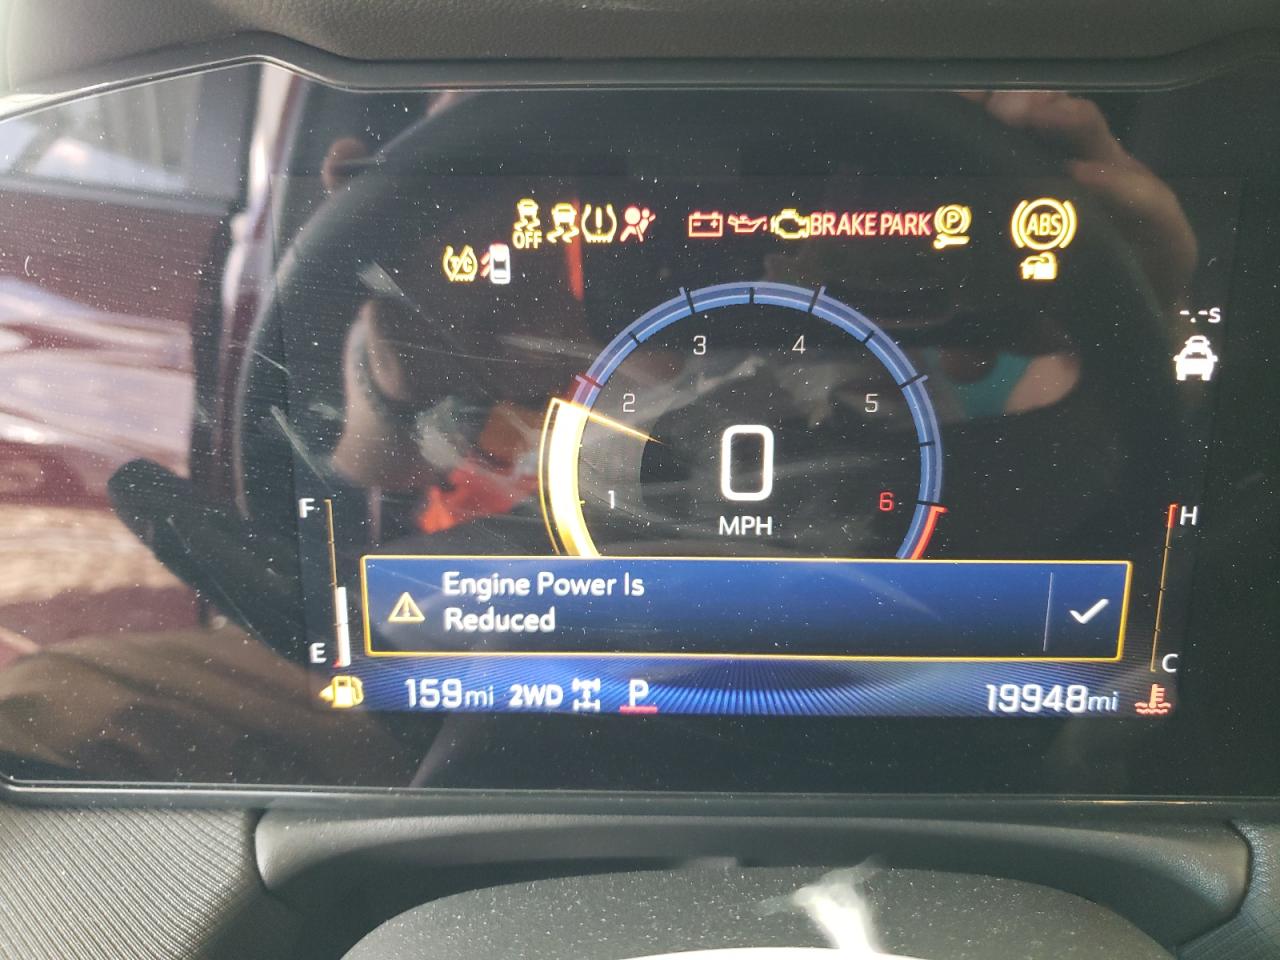 OFF
BRAKE PARK P ABS
-.-s
3 4
2 5
0
1 6
MPH
F H
Engine Power Is
Reduced
E C
159mi 2WD P 19948mi